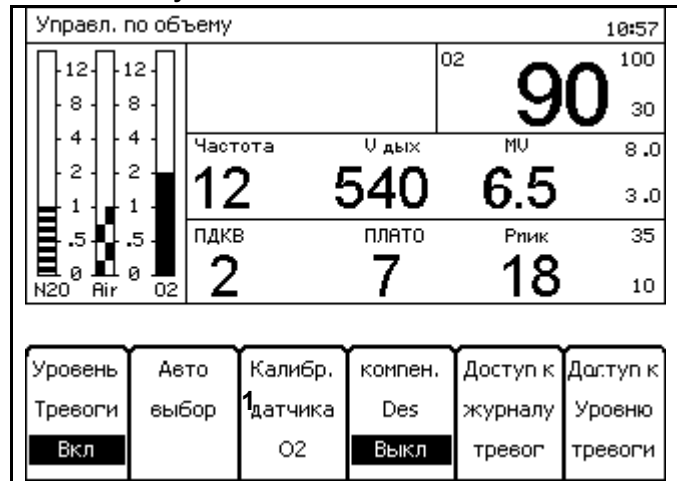 Управл. по объему 10:57
12 12
8 8
4 4
2 2
1 1
.5 .5
0 0
N2O Air O2
O2 90 100 30
Частота V дых MV 8.0
12 540 6.5 3.0
ПДКВ ПЛАТО Рпик 35
2 7 18 10
Уровень Тревоги Вкл
Авто выбор
Калибр. 1датчика O2
компен. Des Выкл
Доступ к журналу тревог
Доступ к Уровню тревоги